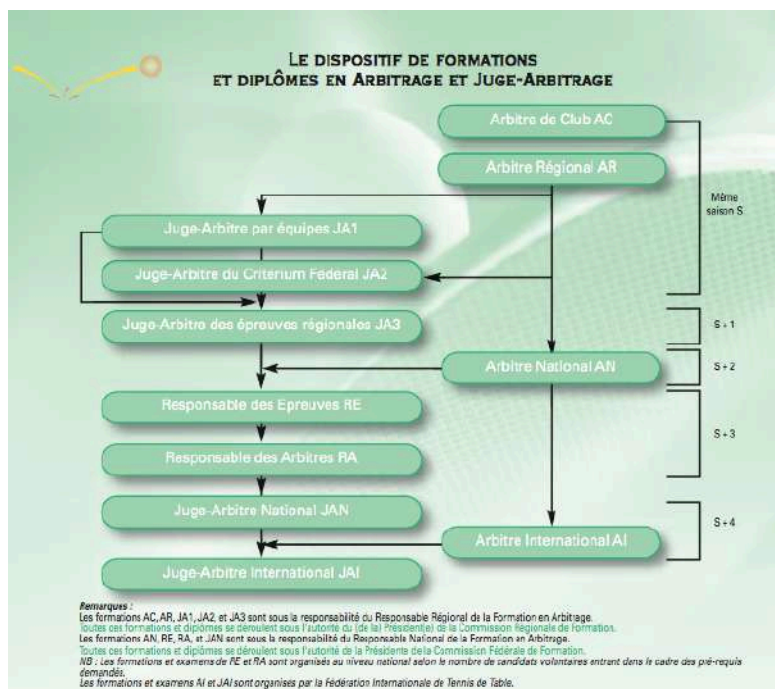 LE DISPOSITIF DE FORMATIONS
ET DIPLÔMES EN ARBITRAGE ET JUGE-ARBITRAGE
Arbitre de Club AC
Arbitre Régional AR
Même
saison S
Juge-Arbitre par équipes JA1
Juge-Arbitre du Criterium Fédéral JA2
Juge-Arbitre des épreuves régionales JA3
S+1
Arbitre National AN
S+2
Responsable des Epreuves RE
S+3
Responsable des Arbitres RA
Juge-Arbitre National JAN
S+4
Arbitre International AI
Juge-Arbitre International JAI
Remarques :
Les formations AC, AR, JA1, JA2, et JA3 sont sous la responsabilité du Responsable Régional de la Formation en Arbitrage.
Toutes ces formations et diplômes se déroulent sous l'autorité du (de la) Président(e) de la Commission Régionale de Formation.
Les formations AN, RE, RA, et JAN sont sous la responsabilité du Responsable National de la Formation en Arbitrage.
Toutes ces formations et diplômes se déroulent sous l'autorité de la Présidente de la Commission Fédérale de Formation.
NB : Les formations et examens de RE et RA sont organisés au niveau national selon le nombre de candidats volontaires entrant dans le cadre des pré-requis
demandés.
Les formations et examens AI et JAI sont organisés par la Fédération Internationale de Tennis de Table.